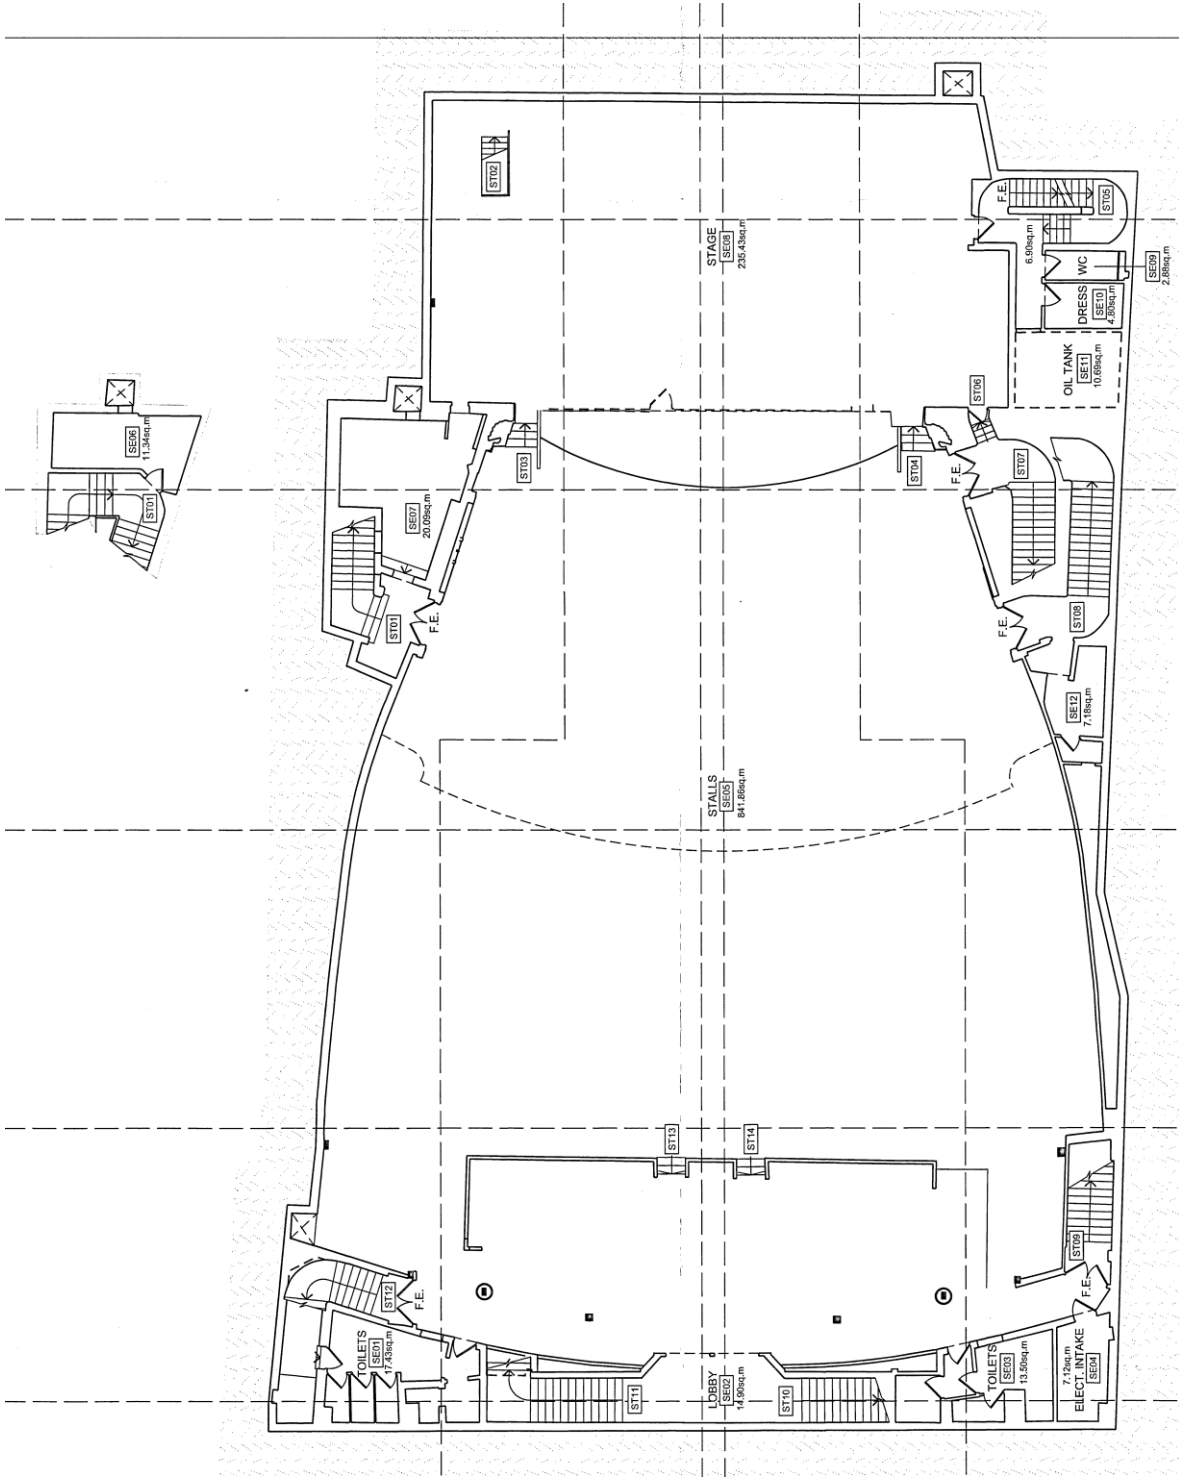 ST02
STAGE
SE08
235.43sq.m
F.E.
ST05
6.90sq.m
WC
SE09
2.88sq.m
DRESS
SE10
4.80sq.m
OIL TANK
SE11
10.69sq.m
SE06
11.34sq.m
ST01
SE07
20.09sq.m
ST03
ST04
ST06
F.E.
ST07
ST01
F.E.
F.E.
ST08
SE12
7.18sq.m
STALLS
SE05
841.86sq.m
ST13
ST14
ST09
F.E.
ST12
F.E.
TOILETS
SE01
17.43sq.m
ST11
LOBBY
SE02
14.90sq.m
ST10
TOILETS
SE03
13.50sq.m
7.12sq.m
ELECT. INTAKE
SE04